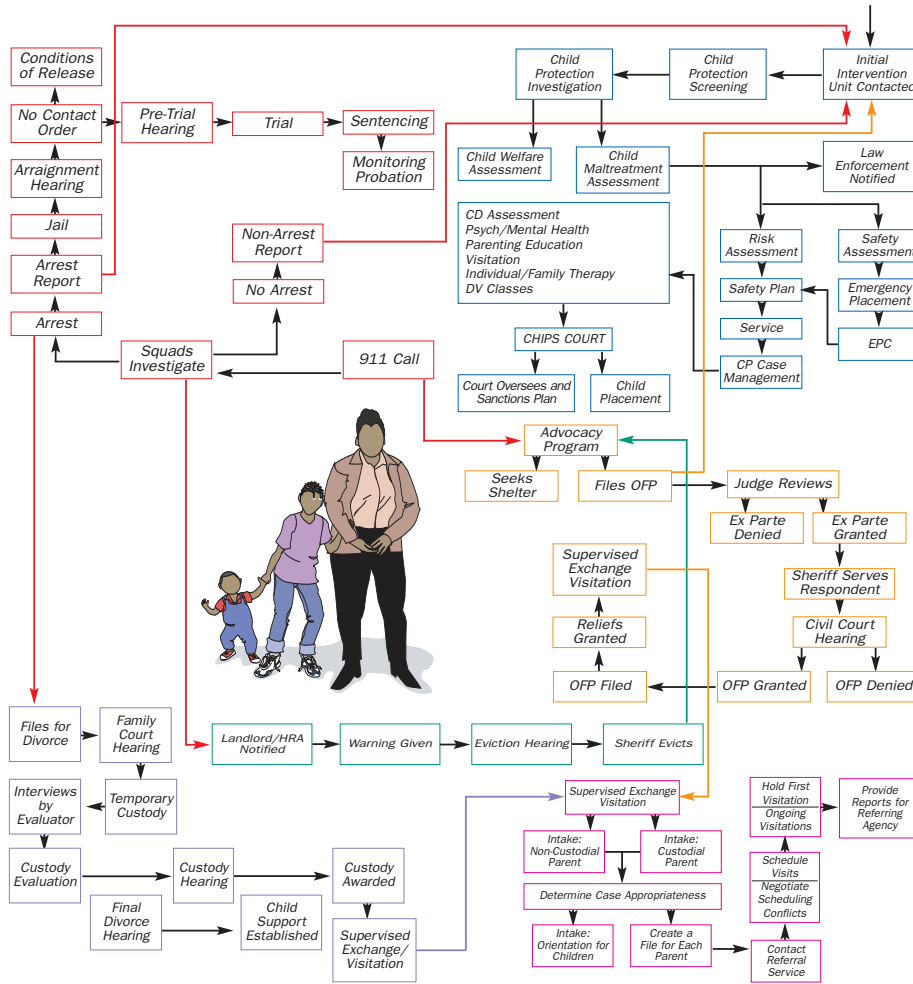 Conditions
of Release
No Contact
Order
Pre-Trial
Hearing
Trial
Sentencing
Monitoring
Probation
Arraignment
Hearing
Jail
Arrest
Report
Arrest
Non-Arrest
Report
No Arrest
Squads
Investigate
911 Call
Child
Protection
Investigation
Child
Protection
Screening
Initial
Intervention
Unit Contacted
Child Welfare
Assessment
Child
Maltreatment
Assessment
Law
Enforcement
Notified
CD Assessment
Psych/Mental Health
Parenting Education
Visitation
Individual/Family Therapy
DV Classes
Risk
Assessment
Safety
Assessment
Safety Plan
Emergency
Placement
Service
EPC
CP Case
Management
CHIPS COURT
Court Oversees and
Sanctions Plan
Child
Placement
Advocacy
Program
Seeks
Shelter
Files OFP
Judge Reviews
Ex Parte
Denied
Ex Parte
Granted
Supervised
Exchange
Visitation
Sheriff Serves
Respondent
Reliefs
Granted
Civil Court
Hearing
OFP Filed
OFP Granted
OFP Denied
Files for
Divorce
Family
Court
Hearing
Landlord/HRA
Notified
Warning Given
Eviction Hearing
Sheriff Evicts
Interviews
by
Evaluator
Temporary
Custody
Custody
Evaluation
Custody
Hearing
Custody
Awarded
Final
Divorce
Hearing
Child
Support
Established
Supervised
Exchange/
Visitation
Supervised Exchange
Visitation
Intake:
Non-Custodial
Parent
Intake:
Custodial
Parent
Determine Case Appropriateness
Intake:
Orientation for
Children
Create a
File for Each
Parent
Contact
Referral
Service
Schedule
Visits
Negotiate
Scheduling
Conflicts
Hold First
Visitation
Ongoing
Visitations
Provide
Reports for
Referring
Agency